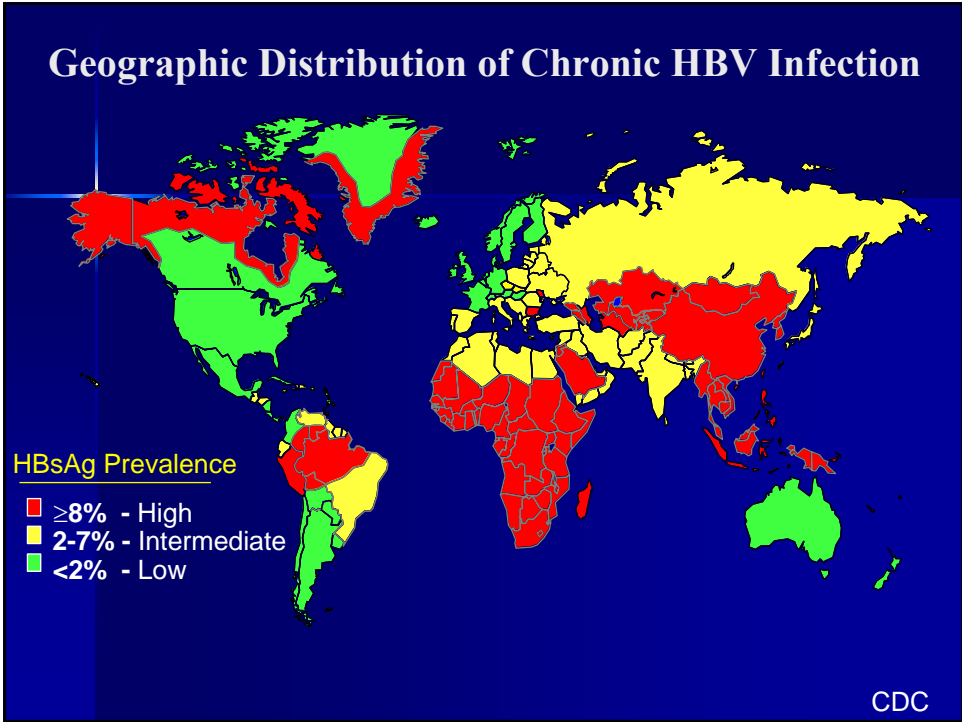 Geographic Distribution of Chronic HBV Infection
HBsAg Prevalence
≥8% - High
2-7% - Intermediate
<2% - Low
CDC